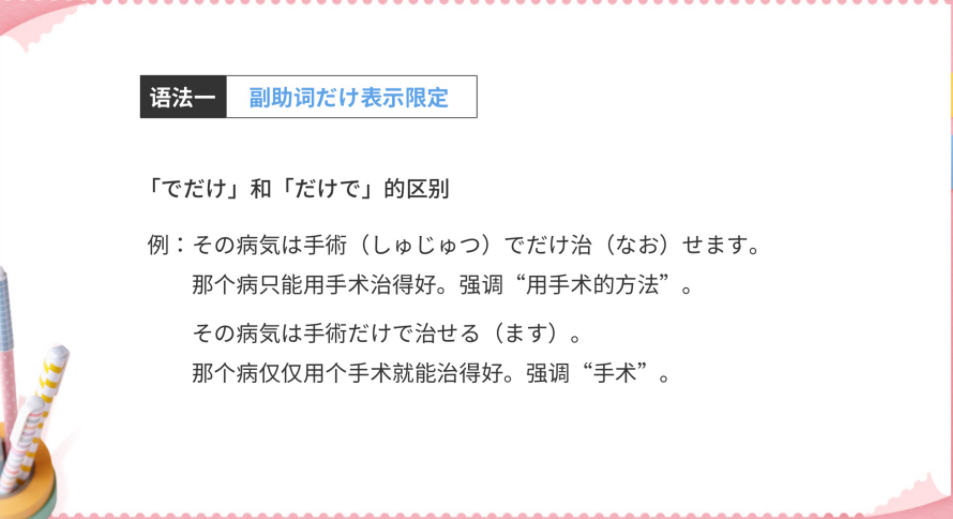 语法一 副助词だけ表示限定
「でだけ」和「だけで」的区别
例：その病気は手術（しゅじゅつ）でだけ治（なお）せます。
那个病只能用手术治得好。强调“用手术的方法”。
その病気は手術だけで治せる（ます）。
那个病仅仅用个手术就能治得好。强调“手术”。